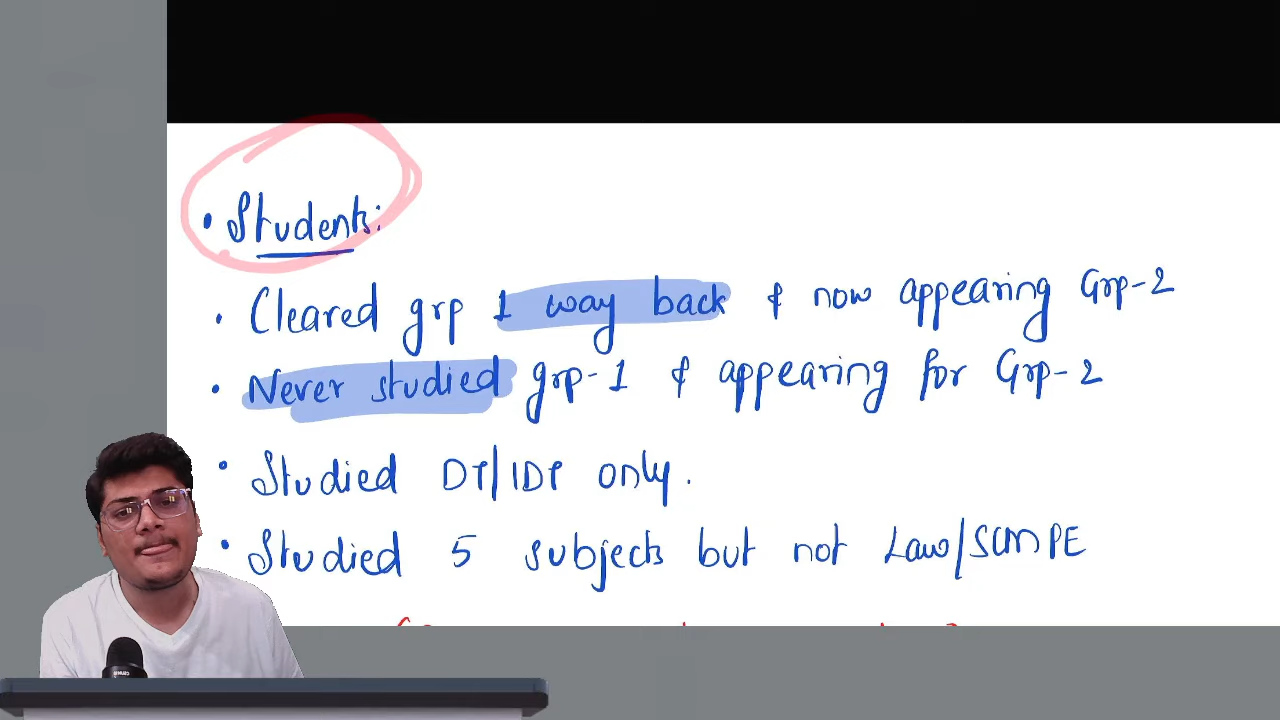 • Students:
• Cleared grp 1 way back & now appearing Grp-2
• Never studied grp-1 & appearing for Grp-2
• Studied DT/IDT only.
• Studied 5 subjects but not Law/SCMPE